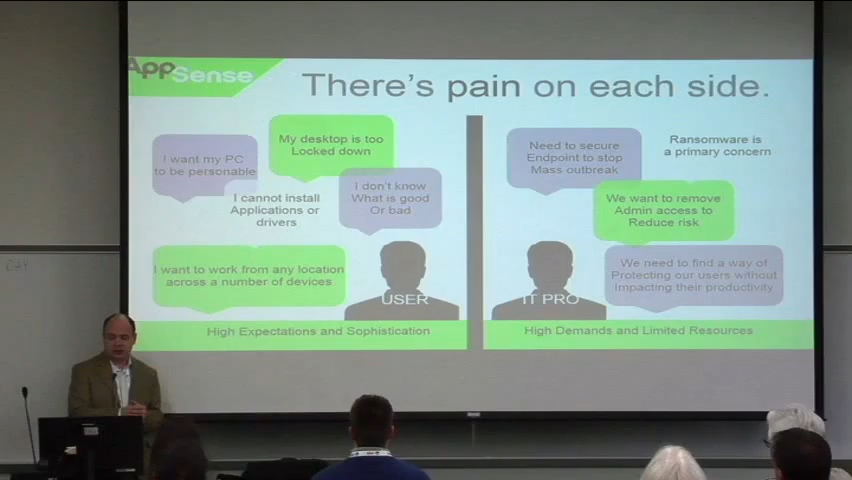 AppSense
There's pain on each side.
My desktop is too
Locked down
I want my PC
to be personable
I cannot install
Applications or
drivers
I don't know
What is good
Or bad
I want to work from any location
across a number of devices
USER
High Expectations and Sophistication
Need to secure
Endpoint to stop
Mass outbreak
Ransomware is
a primary concern
We want to remove
Admin access to
Reduce risk
We need to find a way of
Protecting our users without
Impacting their productivity
IT PRO
High Demands and Limited Resources